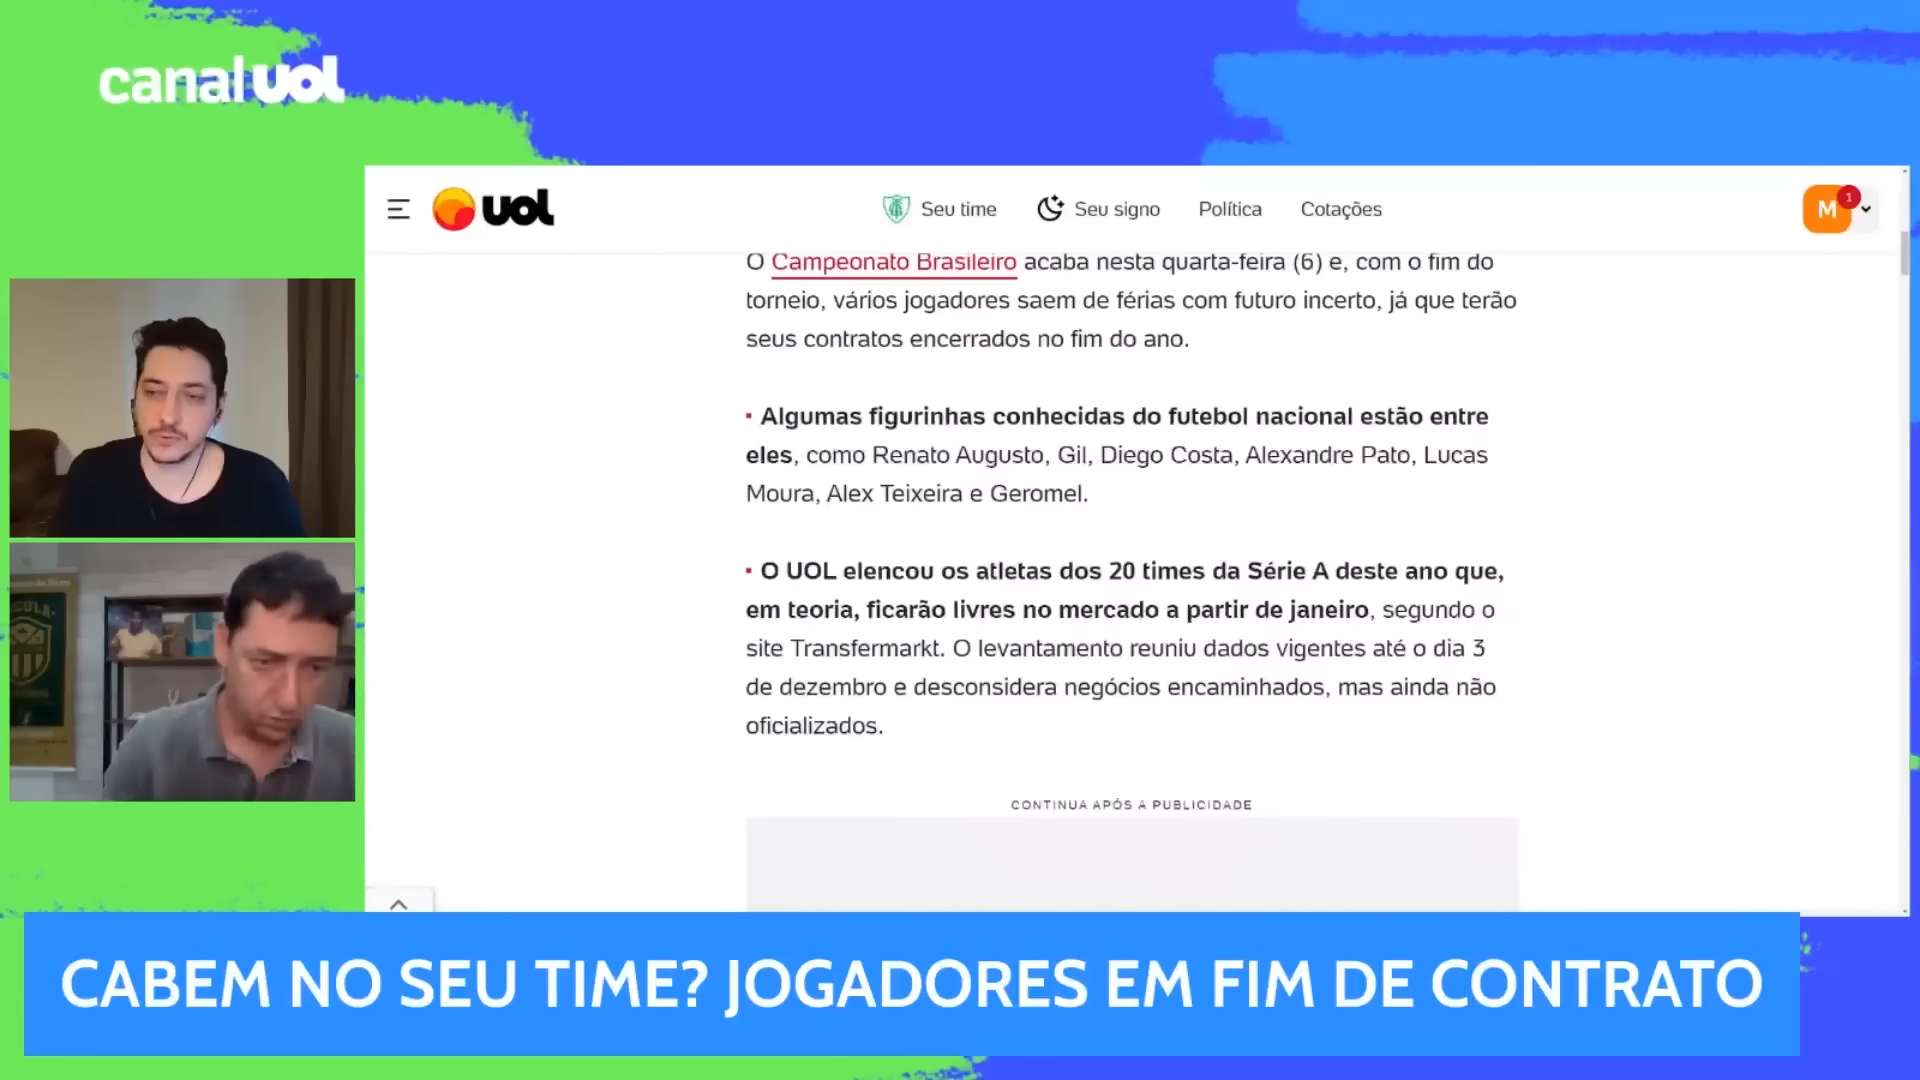 canal uol
uol
Seu time
Seu signo
Política
Cotações
M
1
O Campeonato Brasileiro acaba nesta quarta-feira (6) e, com o fim do
torneio, vários jogadores saem de férias com futuro incerto, já que terão
seus contratos encerrados no fim do ano.
Algumas figurinhas conhecidas do futebol nacional estão entre
eles, como Renato Augusto, Gil, Diego Costa, Alexandre Pato, Lucas
Moura, Alex Teixeira e Geromel.
O UOL elencou os atletas dos 20 times da Série A deste ano que,
em teoria, ficarão livres no mercado a partir de janeiro, segundo o
site Transfermarkt. O levantamento reuniu dados vigentes até o dia 3
de dezembro e desconsidera negócios encaminhados, mas ainda não
oficializados.
CONTINUA APÓS A PUBLICIDADE
CABEM NO SEU TIME? JOGADORES EM FIM DE CONTRATO